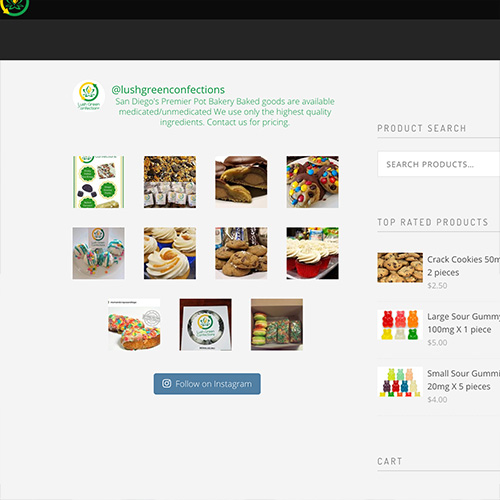 @lushgreenconfections
San Diego's Premier Pot Bakery Baked goods are available
medicated/unmedicated We use only the highest quality
ingredients. Contact us for pricing.
Lush Green
Confections
Follow on Instagram
PRODUCT SEARCH
SEARCH PRODUCTS...
TOP RATED PRODUCTS
Crack Cookies 50m
2 pieces
$2.50
Large Sour Gummy
100mg X 1 piece
$5.00
Small Sour Gummi
20mg X 5 pieces
$4.00
CART